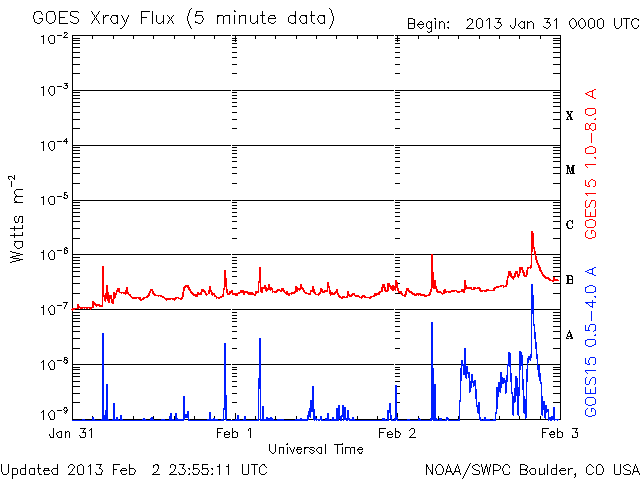 GOES Xray Flux (5 minute data)
Begin: 2013 Jan 31 0000 UTC
10⁻²
10⁻³
10⁻⁴
10⁻⁵
10⁻⁶
10⁻⁷
10⁻⁸
10⁻⁹
Watts m⁻²
X
M
C
B
A
GOES15 1.0-8.0 A
GOES15 0.5-4.0 A
Jan 31
Feb 1
Feb 2
Feb 3
Universal Time
Updated 2013 Feb 2 23:55:11 UTC
NOAA/SWPC Boulder, CO USA